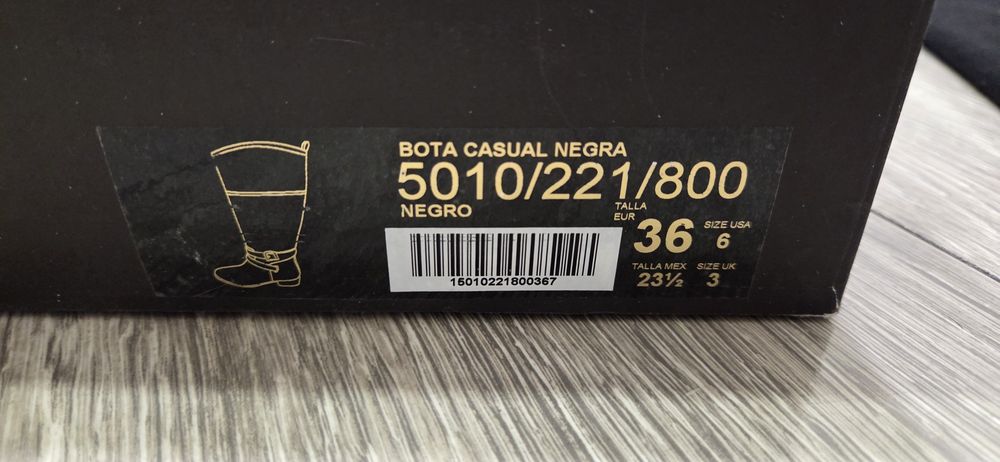 BOTA CASUAL NEGRA
5010/221/800
NEGRO
TALLA
EUR
36
SIZE USA
6
TALLA MEX
23½
SIZE UK
3
15010221800367